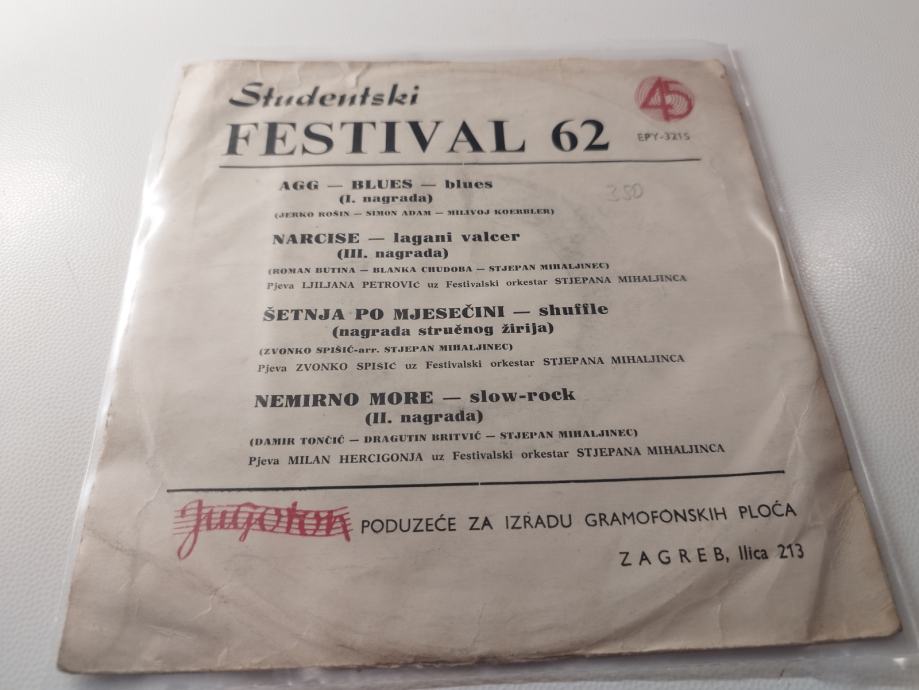 Studentski
45
FESTIVAL 62
EPY-3215
AGG — BLUES — blues
350
(I. nagrada)
(JERKO ROŠIN — SIMON ADAM — MILIVOJ KOERBLER)
NARCISE — lagani valcer
(III. nagrada)
(ROMAN BUTINA — BLANKA CHUDOBA — STJEPAN MIHALJINEC)
Pjeva LJILJANA PETROVIĆ uz Festivalski orkestar STJEPANA MIHALJINCA
ŠETNJA PO MJESEČINI — shuffle
(nagrada stručnog žirija)
(ZVONKO SPIŠIĆ-arr. STJEPAN MIHALJINEC)
Pjeva ZVONKO SPIŠIĆ uz Festivalski orkestar STJEPANA MIHALJINCA
NEMIRNO MORE — slow-rock
(II. nagrada)
(DAMIR TONČIĆ — DRAGUTIN BRITVIĆ — STJEPAN MIHALJINEC)
Pjeva MILAN HERCIGONJA uz Festivalski orkestar STJEPANA MIHALJINCA
Jugoton PODUZEĆE ZA IZRADU GRAMOFONSKIH PLOČA
ZAGREB, Ilica 213